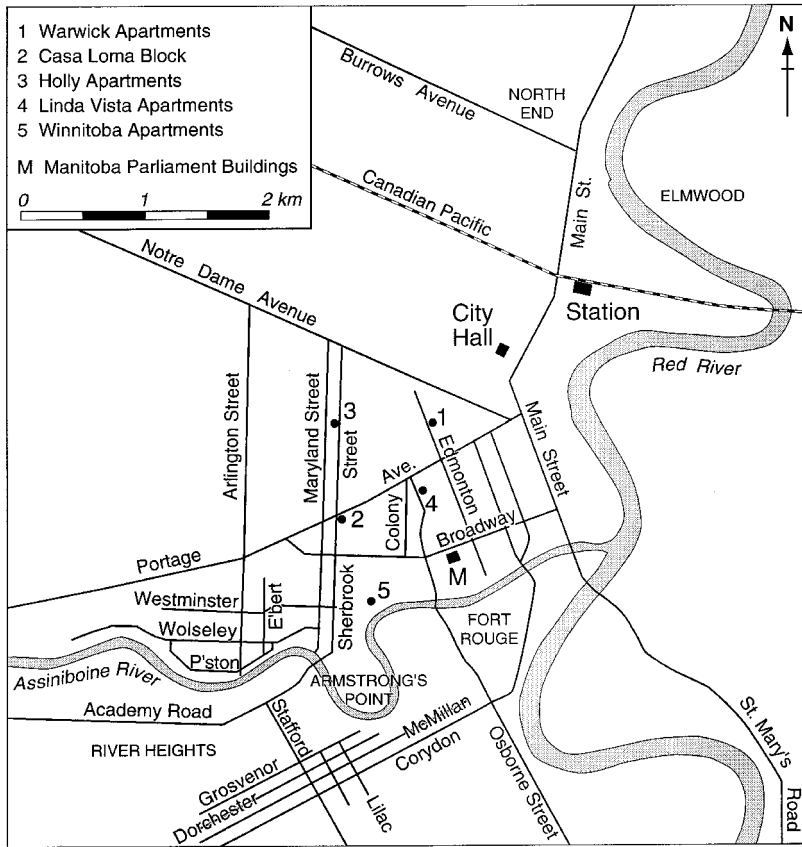 1 Warwick Apartments
2 Casa Loma Block
3 Holly Apartments
4 Linda Vista Apartments
5 Winnitoba Apartments
M Manitoba Parliament Buildings
0 1 2 km
N
Burrows Avenue
NORTH
END
Canadian Pacific
Main St.
ELMWOOD
Notre Dame Avenue
City
Hall
Station
Red River
Arlington Street
Maryland Street
3
Street
1
Edmonton
Main Street
Ave.
4
2
Colony
Broadway
Portage
M
Westminster
E'bert
Sherbrook
5
Wolseley
FORT
ROUGE
P'ston
Assiniboine River
ARMSTRONG'S
POINT
Academy Road
Stafford
McMillan
Corydon
RIVER HEIGHTS
Grosvenor
Dorchester
Lilac
Osborne Street
St. Mary's
Road